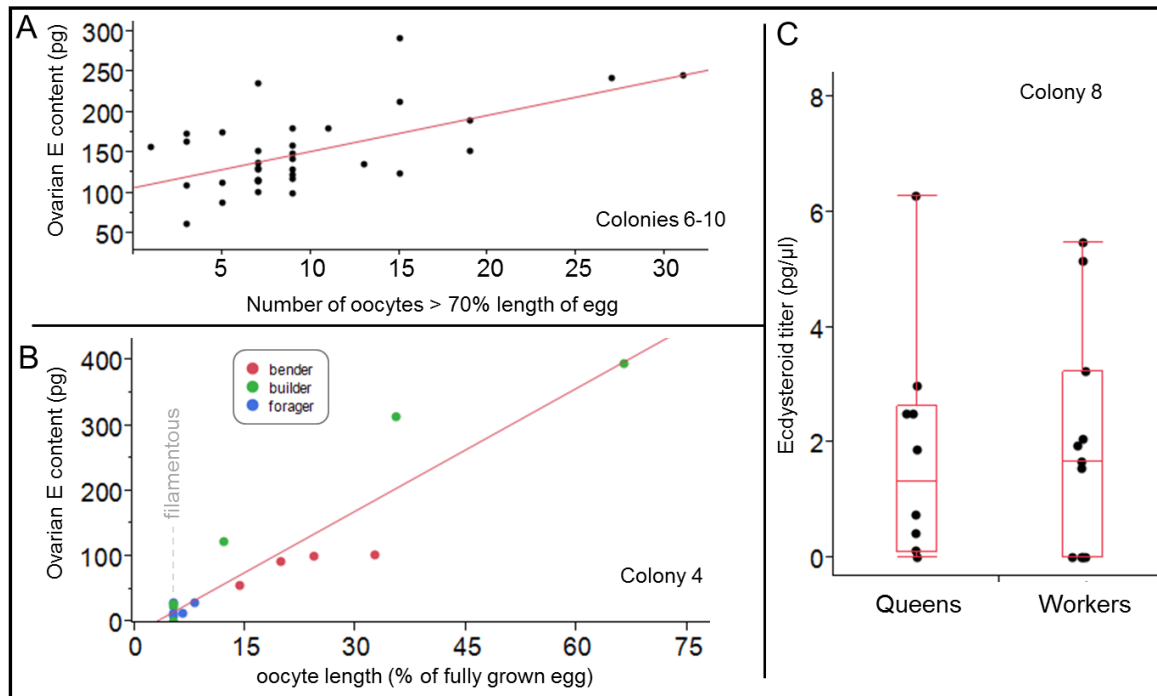 A
Ovarian E content (pg)
300
250
200
150
100
50
5
10
15
20
25
30
Colonies 6-10
Number of oocytes > 70% length of egg
B
Ovarian E content (pg)
400
300
200
100
0
bender
builder
forager
filamentous
Colony 4
0
15
30
45
60
75
oocyte length (% of fully grown egg)
C
Colony 8
Ecdysteroid titer (pg/µl)
8
6
4
2
0
Queens
Workers